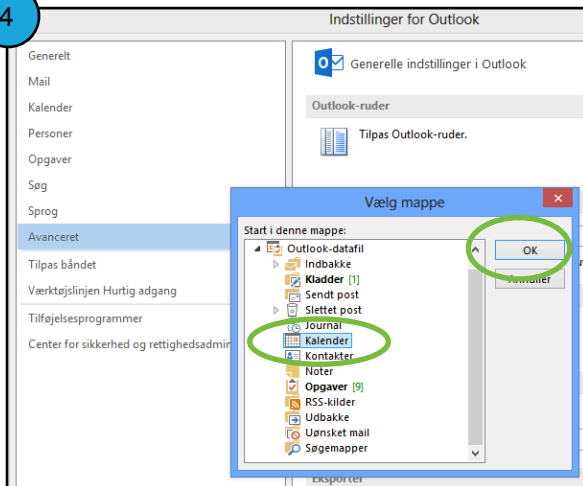 4
Indstillinger for Outlook
Generelt
Mail
Kalender
Personer
Opgaver
Søg
Sprog
Avanceret
Tilpas båndet
Værktøjslinjen Hurtig adgang
Tilføjelsesprogrammer
Center for sikkerhed og rettighedsadmin
Generelle indstillinger i Outlook
Outlook-ruder
Tilpas Outlook-ruder.
Vælg mappe
Start i denne mappe:
Outlook-datafil
Indbakke
Kladder [1]
Sendt post
Slettet post
Journal
Kalender
Kontakter
Noter
Opgaver [9]
RSS-kilder
Udbakke
Uønsket mail
Søgemapper
OK
Annuller
Eksporter